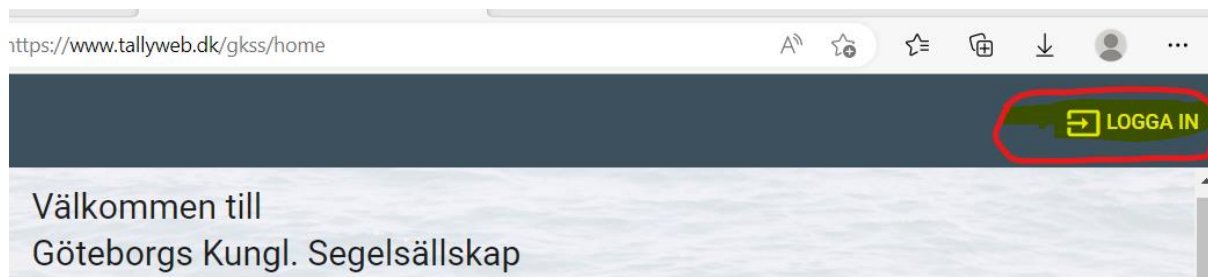 https://www.tallyweb.dk/gkss/home
LOGGA IN
Välkommen till
Göteborgs Kungl. Segelsällskap